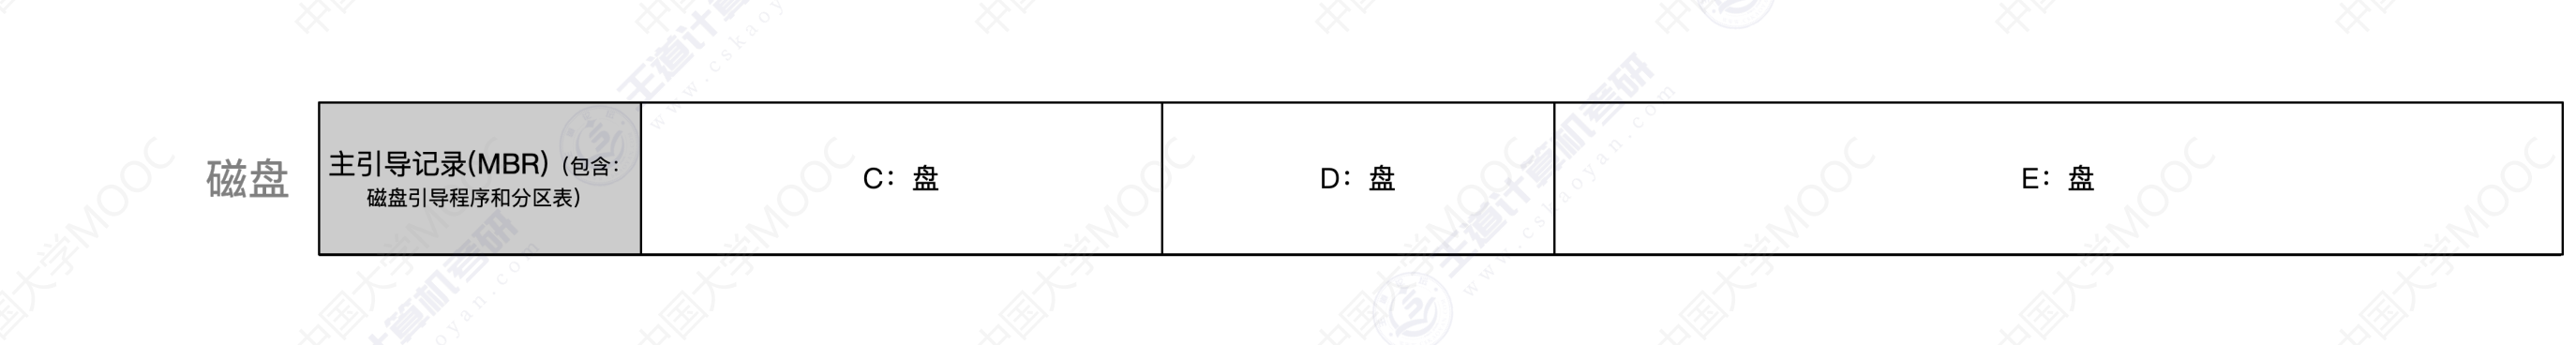 磁盘
主引导记录(MBR)（包含：
磁盘引导程序和分区表）
C：盘
D：盘
E：盘
王道计算机考研
www.cskaoyan.com
中国大学MOOC